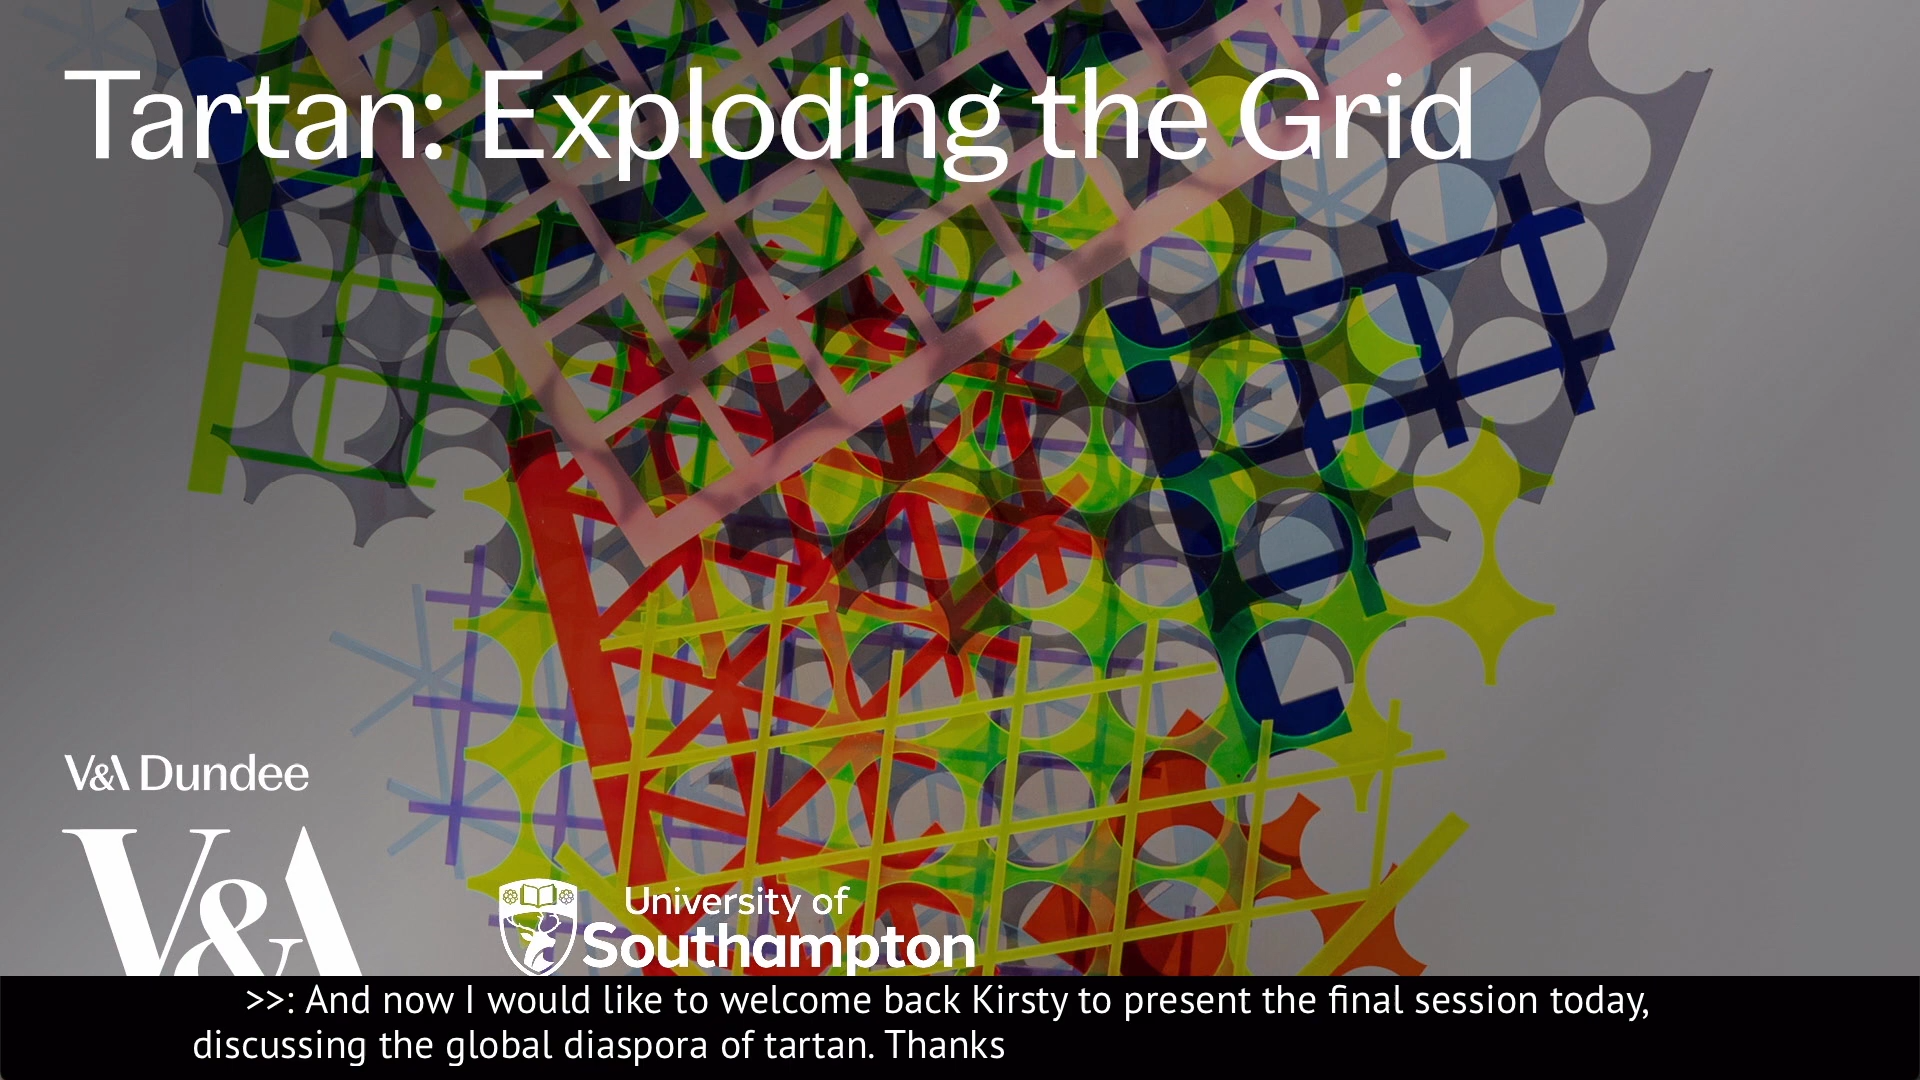 Tartan: Exploding the Grid
V&A Dundee
V&A
University of
Southampton
>>: And now I would like to welcome back Kirsty to present the final session today,
discussing the global diaspora of tartan. Thanks